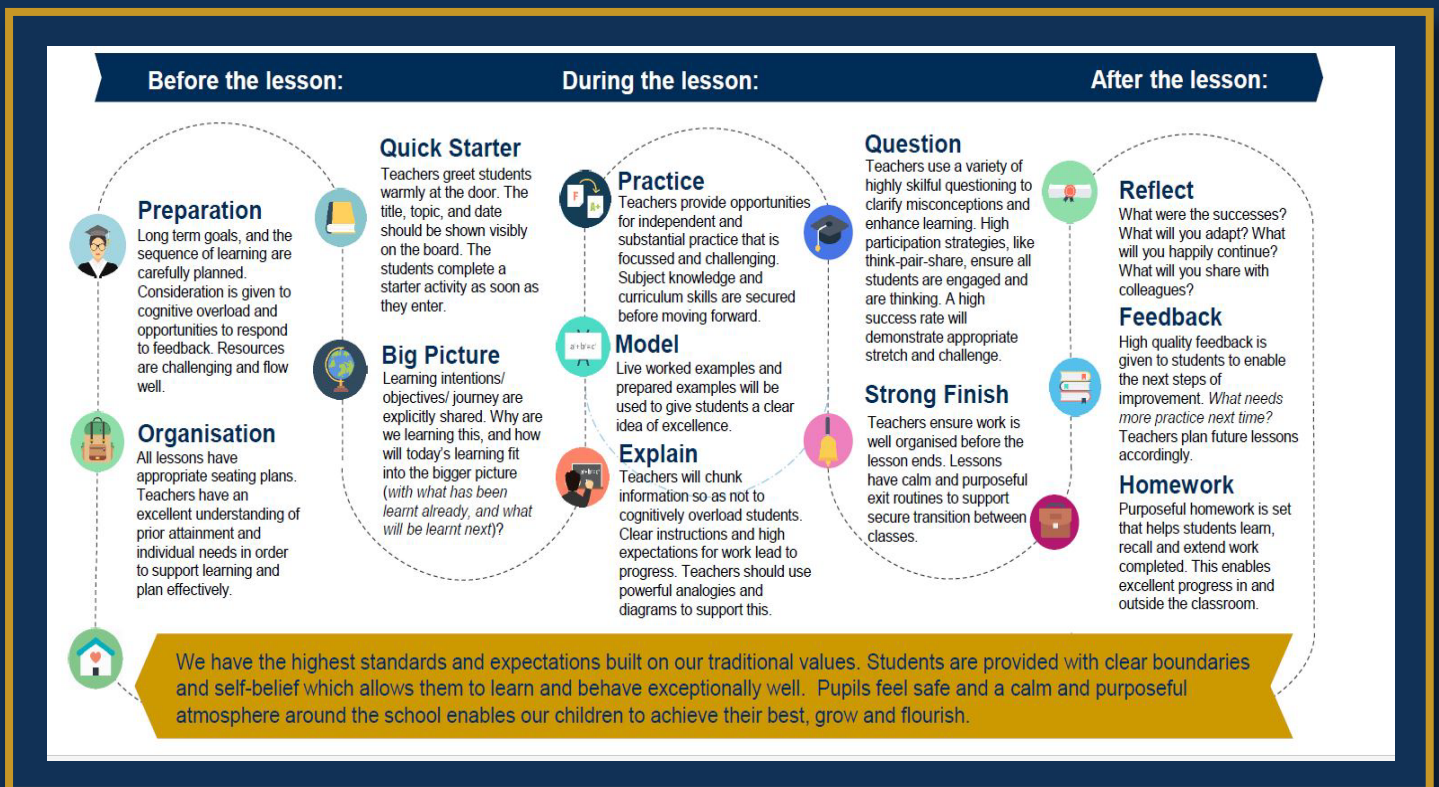 Before the lesson:
During the lesson:
After the lesson:
Preparation
Long term goals, and the
sequence of learning are
carefully planned.
Consideration is given to
cognitive overload and
opportunities to respond
to feedback. Resources
are challenging and flow
well.
Organisation
All lessons have
appropriate seating plans.
Teachers have an
excellent understanding of
prior attainment and
individual needs in order
to support learning and
plan effectively.
Quick Starter
Teachers greet students
warmly at the door. The
title, topic, and date
should be shown visibly
on the board. The
students complete a
starter activity as soon as
they enter.
Big Picture
Learning intentions/
objectives/ journey are
explicitly shared. Why are
we learning this, and how
will today's learning fit
into the bigger picture
(with what has been
learnt already, and what
will be learnt next)?
F
A+
Practice
Teachers provide opportunities
for independent and
substantial practice that is
focussed and challenging.
Subject knowledge and
curriculum skills are secured
before moving forward.
Model
Live worked examples and
prepared examples will be
used to give students a clear
idea of excellence.
Explain
Teachers will chunk
information so as not to
cognitively overload students.
Clear instructions and high
expectations for work lead to
progress. Teachers should use
powerful analogies and
diagrams to support this.
Question
Teachers use a variety of
highly skilful questioning to
clarify misconceptions and
enhance learning. High
participation strategies, like
think-pair-share, ensure all
students are engaged and
are thinking. A high
success rate will
demonstrate appropriate
stretch and challenge.
Strong Finish
Teachers ensure work is
well organised before the
lesson ends. Lessons
have calm and purposeful
exit routines to support
secure transition between
classes.
Reflect
What were the successes?
What will you adapt? What
will you happily continue?
What will you share with
colleagues?
Feedback
High quality feedback is
given to students to enable
the next steps of
improvement. What needs
more practice next time?
Teachers plan future lessons
accordingly.
Homework
Purposeful homework is set
that helps students learn,
recall and extend work
completed. This enables
excellent progress in and
outside the classroom.
We have the highest standards and expectations built on our traditional values. Students are provided with clear boundaries
and self-belief which allows them to learn and behave exceptionally well. Pupils feel safe and a calm and purposeful
atmosphere around the school enables our children to achieve their best, grow and flourish.